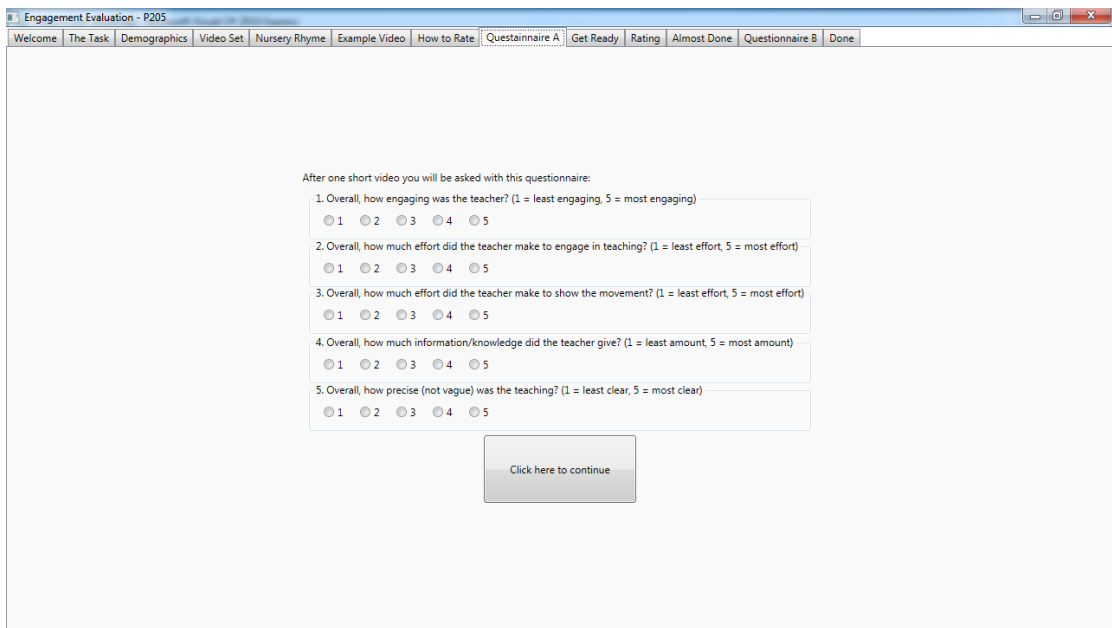 Engagement Evaluation - P205
Welcome The Task Demographics Video Set Nursery Rhyme Example Video How to Rate Questainnaire A Get Ready Rating Almost Done Questionnaire B Done
After one short video you will be asked with this questionnaire:
1. Overall, how engaging was the teacher? (1 = least engaging, 5 = most engaging)
1 2 3 4 5
2. Overall, how much effort did the teacher make to engage in teaching? (1 = least effort, 5 = most effort)
1 2 3 4 5
3. Overall, how much effort did the teacher make to show the movement? (1 = least effort, 5 = most effort)
1 2 3 4 5
4. Overall, how much information/knowledge did the teacher give? (1 = least amount, 5 = most amount)
1 2 3 4 5
5. Overall, how precise (not vague) was the teaching? (1 = least clear, 5 = most clear)
1 2 3 4 5
Click here to continue